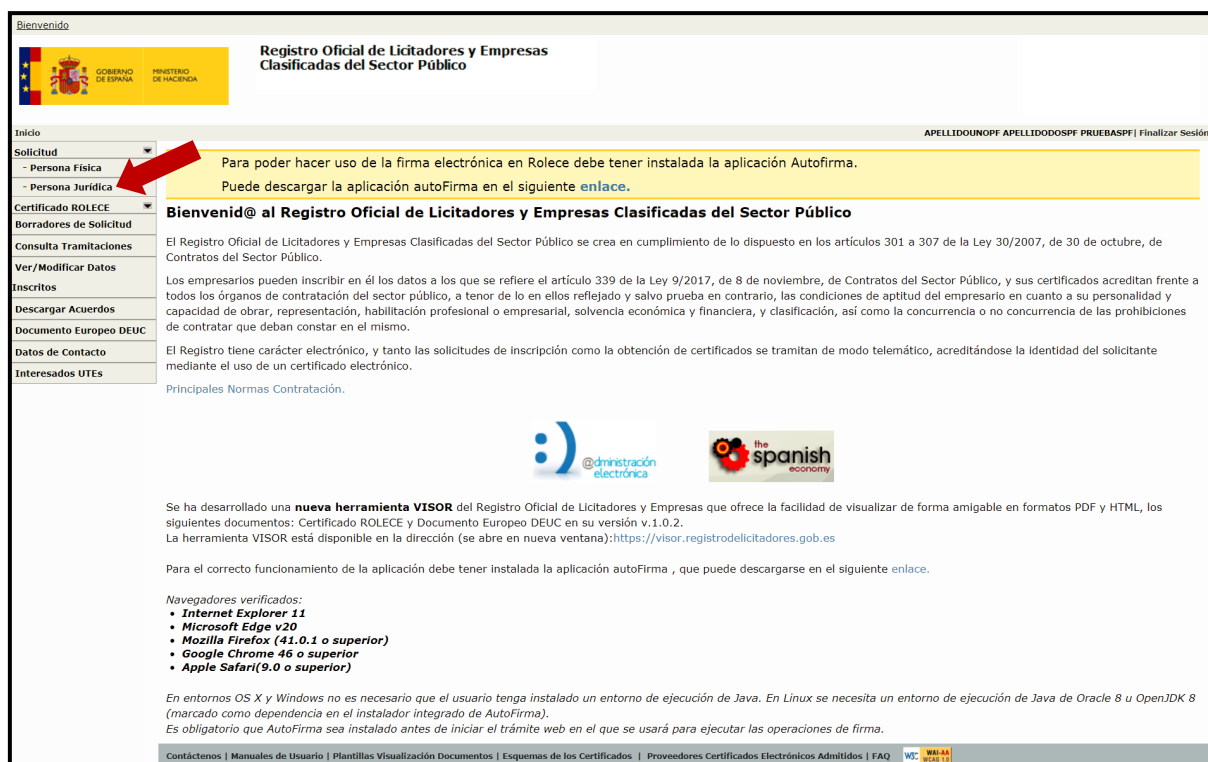 Bienvenido
GOBIERNO
DE ESPAÑA
MINISTERIO
DE HACIENDA
Registro Oficial de Licitadores y Empresas
Clasificadas del Sector Público
Inicio
APELLIDOUNOPF APELLIDODOSPF PRUEBASPF| Finalizar Sesión
Solicitud
- Persona Física
- Persona Jurídica
Certificado ROLECE
Borradores de Solicitud
Consulta Tramitaciones
Ver/Modificar Datos
Inscritos
Descargar Acuerdos
Documento Europeo DEUC
Datos de Contacto
Interesados UTEs
Para poder hacer uso de la firma electrónica en Rolece debe tener instalada la aplicación Autofirma.
Puede descargar la aplicación autoFirma en el siguiente enlace.
Bienvenid@ al Registro Oficial de Licitadores y Empresas Clasificadas del Sector Público
El Registro Oficial de Licitadores y Empresas Clasificadas del Sector Público se crea en cumplimiento de lo dispuesto en los artículos 301 a 307 de la Ley 30/2007, de 30 de octubre, de
Contratos del Sector Público.
Los empresarios pueden inscribir en él los datos a los que se refiere el artículo 339 de la Ley 9/2017, de 8 de noviembre, de Contratos del Sector Público, y sus certificados acreditan frente a
todos los órganos de contratación del sector público, a tenor de lo en ellos reflejado y salvo prueba en contrario, las condiciones de aptitud del empresario en cuanto a su personalidad y
capacidad de obrar, representación, habilitación profesional o empresarial, solvencia económica y financiera, y clasificación, así como la concurrencia o no concurrencia de las prohibiciones
de contratar que deban constar en el mismo.
El Registro tiene carácter electrónico, y tanto las solicitudes de inscripción como la obtención de certificados se tramitan de modo telemático, acreditándose la identidad del solicitante
mediante el uso de un certificado electrónico.
Principales Normas Contratación.
@dministración
electrónica
the
spanish
economy
Se ha desarrollado una nueva herramienta VISOR del Registro Oficial de Licitadores y Empresas que ofrece la facilidad de visualizar de forma amigable en formatos PDF y HTML, los
siguientes documentos: Certificado ROLECE y Documento Europeo DEUC en su versión v.1.0.2.
La herramienta VISOR está disponible en la dirección (se abre en nueva ventana):https://visor.registrodelicitadores.gob.es
Para el correcto funcionamiento de la aplicación debe tener instalada la aplicación autoFirma , que puede descargarse en el siguiente enlace.
Navegadores verificados:
• Internet Explorer 11
• Microsoft Edge v20
• Mozilla Firefox (41.0.1 o superior)
• Google Chrome 46 o superior
• Apple Safari(9.0 o superior)
En entornos OS X y Windows no es necesario que el usuario tenga instalado un entorno de ejecución de Java. En Linux se necesita un entorno de ejecución de Java de Oracle 8 u OpenJDK 8
(marcado como dependencia en el instalador integrado de AutoFirma).
Es obligatorio que AutoFirma sea instalado antes de iniciar el trámite web en el que se usará para ejecutar las operaciones de firma.
Contáctenos | Manuales de Usuario | Plantillas Visualización Documentos | Esquemas de los Certificados | Proveedores Certificados Electrónicos Admitidos | FAQ
W3C WAI-AA
WCAG 1.0